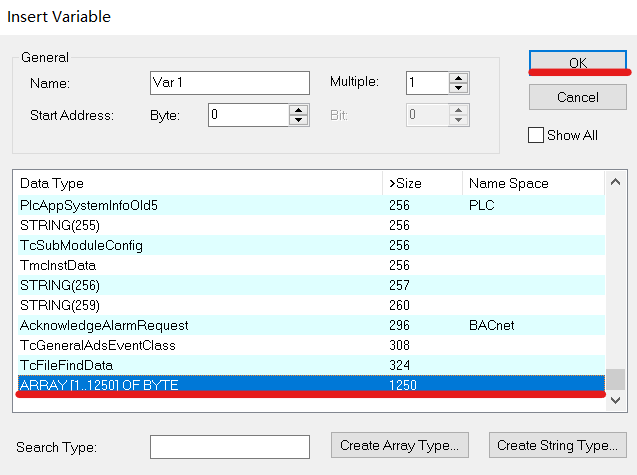 Insert Variable
General
Name: Var 1 Multiple: 1
Start Address: Byte: 0 Bit: 0
OK
Cancel
Show All
Data Type >Size Name Space
PlcAppSystemInfoOld5 256 PLC
STRING(255) 256
TcSubModuleConfig 256
TmcInstData 256
STRING(256) 257
STRING(259) 260
AcknowledgeAlarmRequest 296 BACnet
TcGeneralAdsEventClass 308
TcFileFindData 324
ARRAY [1..1250] OF BYTE 1250
Search Type: Create Array Type... Create String Type...